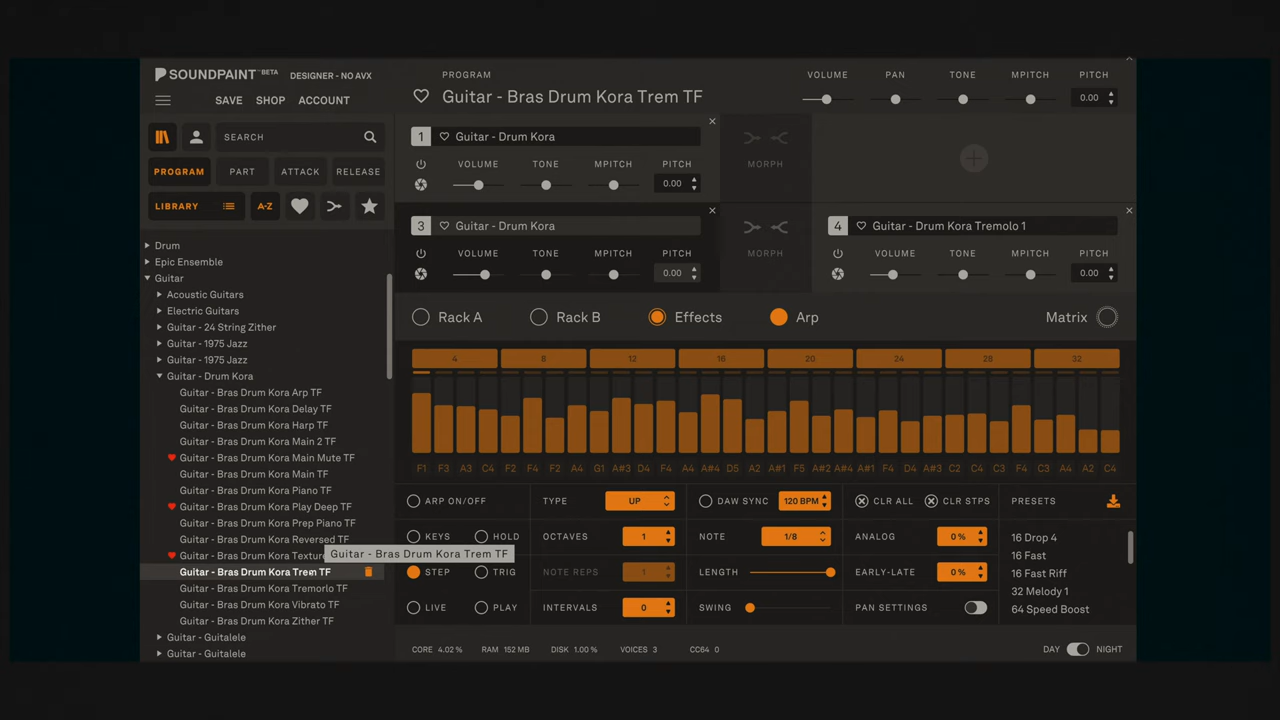 SOUNDPAINT BETA DESIGNER - NO AVX
SAVE SHOP ACCOUNT
SEARCH
PROGRAM PART ATTACK RELEASE
LIBRARY A-Z
Drum
Epic Ensemble
Guitar
Acoustic Guitars
Electric Guitars
Guitar - 24 String Zither
Guitar - 1975 Jazz
Guitar - 1975 Jazz
Guitar - Drum Kora
Guitar - Bras Drum Kora Arp TF
Guitar - Bras Drum Kora Delay TF
Guitar - Bras Drum Kora Harp TF
Guitar - Bras Drum Kora Main 2 TF
Guitar - Bras Drum Kora Main Mute TF
Guitar - Bras Drum Kora Main TF
Guitar - Bras Drum Kora Piano TF
Guitar - Bras Drum Kora Play Deep TF
Guitar - Bras Drum Kora Prep Piano TF
Guitar - Bras Drum Kora Reversed TF
Guitar - Bras Drum Kora Texture
Guitar - Bras Drum Kora Trem TF
Guitar - Bras Drum Kora Trem TF
Guitar - Bras Drum Kora Tremorlo TF
Guitar - Bras Drum Kora Vibrato TF
Guitar - Bras Drum Kora Zither TF
Guitar - Guitalele
Guitar - Guitalele
PROGRAM
Guitar - Bras Drum Kora Trem TF
VOLUME PAN TONE MPITCH PITCH
0.00
1 Guitar - Drum Kora
VOLUME TONE MPITCH PITCH
0.00
MORPH
3 Guitar - Drum Kora
VOLUME TONE MPITCH PITCH
0.00
MORPH
4 Guitar - Drum Kora Tremolo 1
VOLUME TONE MPITCH PITCH
0.00
Rack A Rack B Effects Arp Matrix
4 8 12 16 20 24 28 32
F1 F3 A3 C4 F2 F4 F2 A4 G1 A#3 D4 F4 A4 A#4 D5 A2 A#1 F5 A#2 A#4 A#1 F4 D4 A#3 C2 C4 C3 F4 C3 A4 A2 C4
ARP ON/OFF TYPE UP DAW SYNC 120 BPM CLR ALL CLR STPS PRESETS
KEYS HOLD OCTAVES 1 NOTE 1/8 ANALOG 0 %
STEP TRIG NOTE REPS 1 LENGTH EARLY-LATE 0 %
LIVE PLAY INTERVALS 0 SWING PAN SETTINGS
16 Drop 4
16 Fast
16 Fast Riff
32 Melody 1
64 Speed Boost
CORE 4.02 % RAM 152 MB DISK 1.00 % VOICES 3 CC64 0 DAY NIGHT